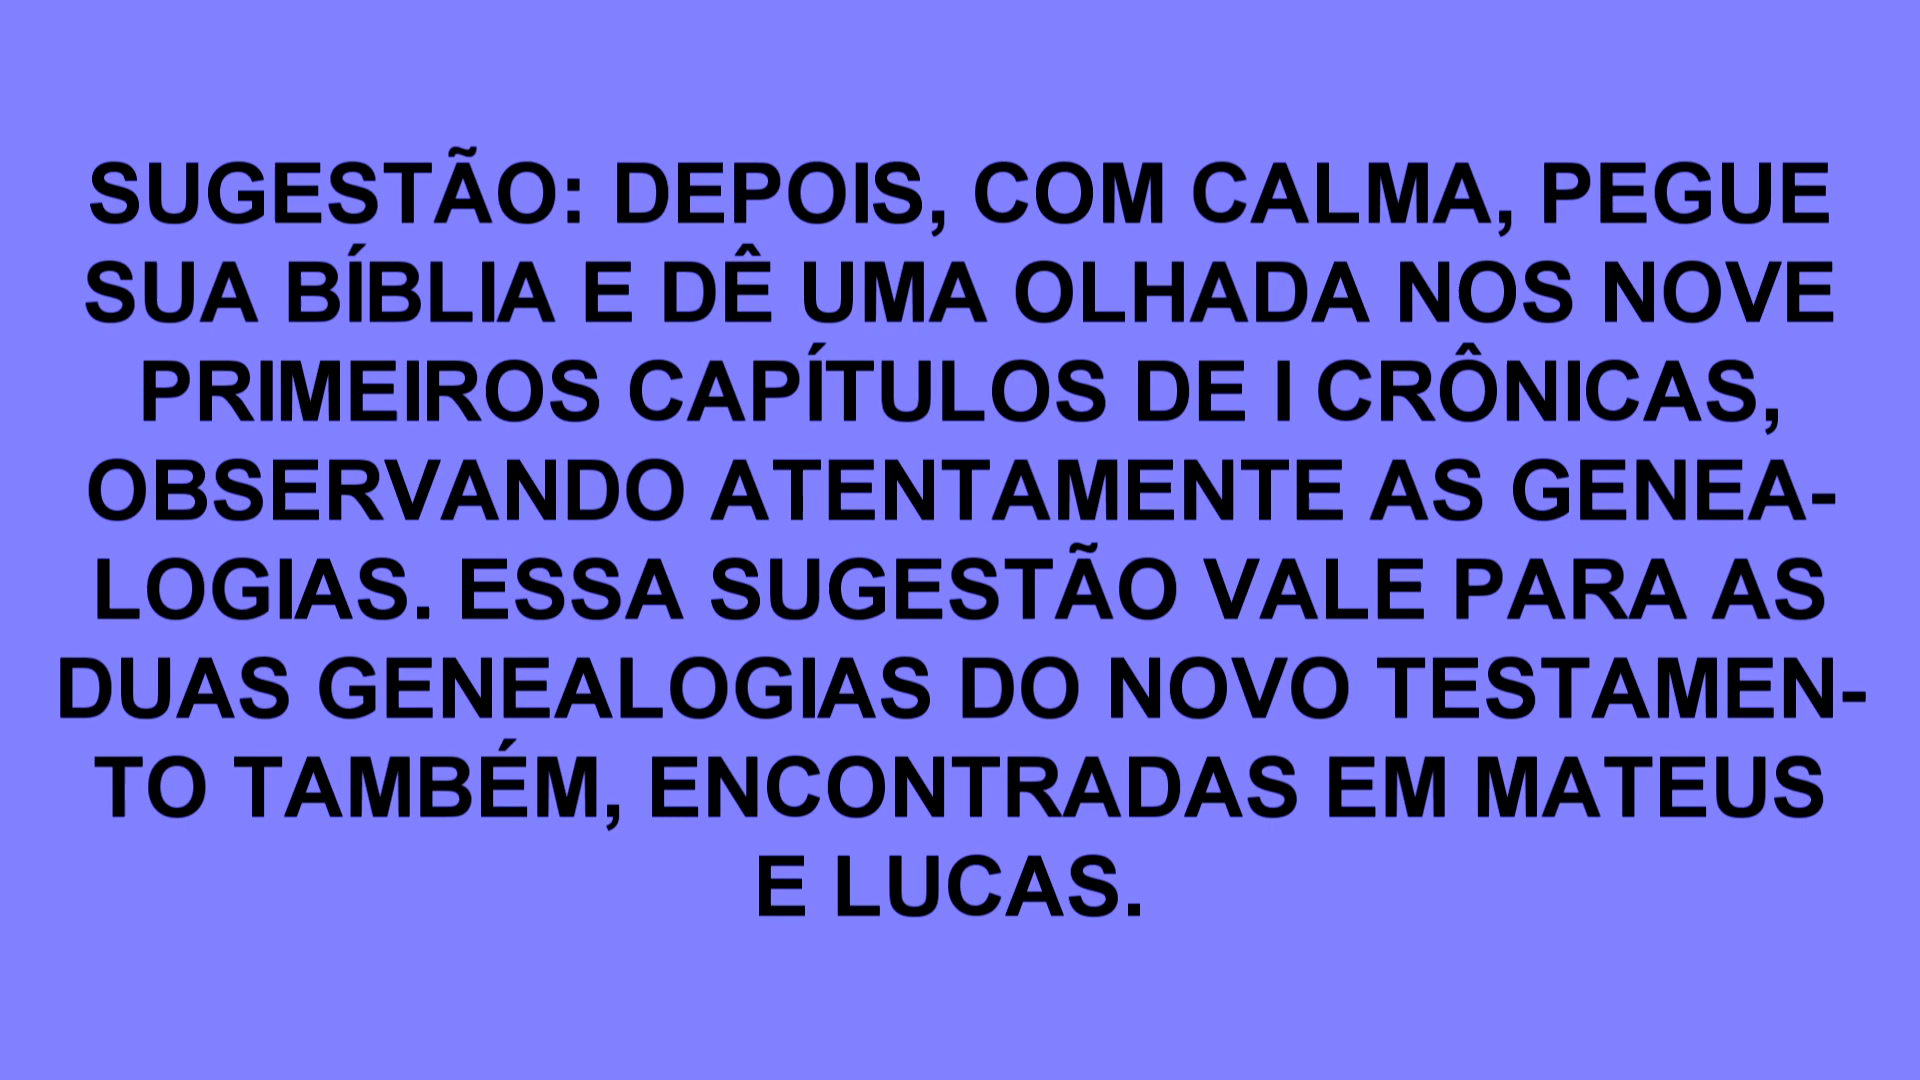 SUGESTÃO: DEPOIS, COM CALMA, PEGUE
SUA BÍBLIA E DÊ UMA OLHADA NOS NOVE
PRIMEIROS CAPÍTULOS DE I CRÔNICAS,
OBSERVANDO ATENTAMENTE AS GENEA-
LOGIAS. ESSA SUGESTÃO VALE PARA AS
DUAS GENEALOGIAS DO NOVO TESTAMEN-
TO TAMBÉM, ENCONTRADAS EM MATEUS
E LUCAS.